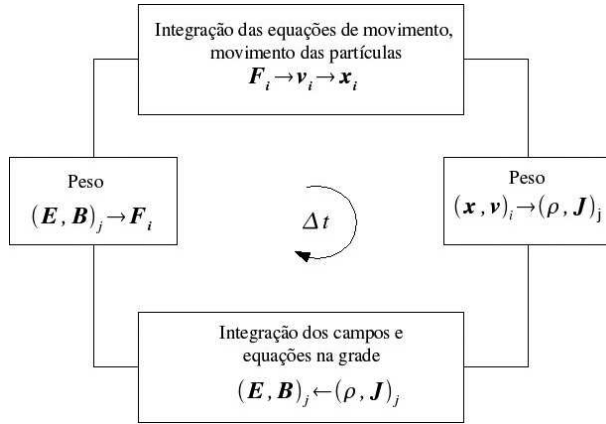 Integração das equações de movimento,
movimento das partículas
F_i → v_i → x_i
Peso
(E, B)_j → F_i
Peso
(x, v)_i → (ρ, J)_j
Δt
Integração dos campos e
equações na grade
(E, B)_j ← (ρ, J)_j